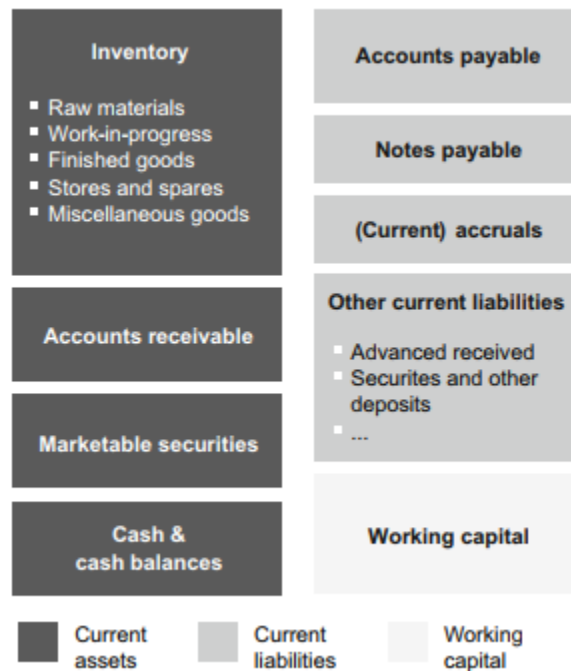 Inventory
Raw materials
Work-in-progress
Finished goods
Stores and spares
Miscellaneous goods
Accounts receivable
Marketable securities
Cash &
cash balances
Accounts payable
Notes payable
(Current) accruals
Other current liabilities
Advanced received
Securites and other
deposits
...
Working capital
Current
assets
Current
liabilities
Working
capital